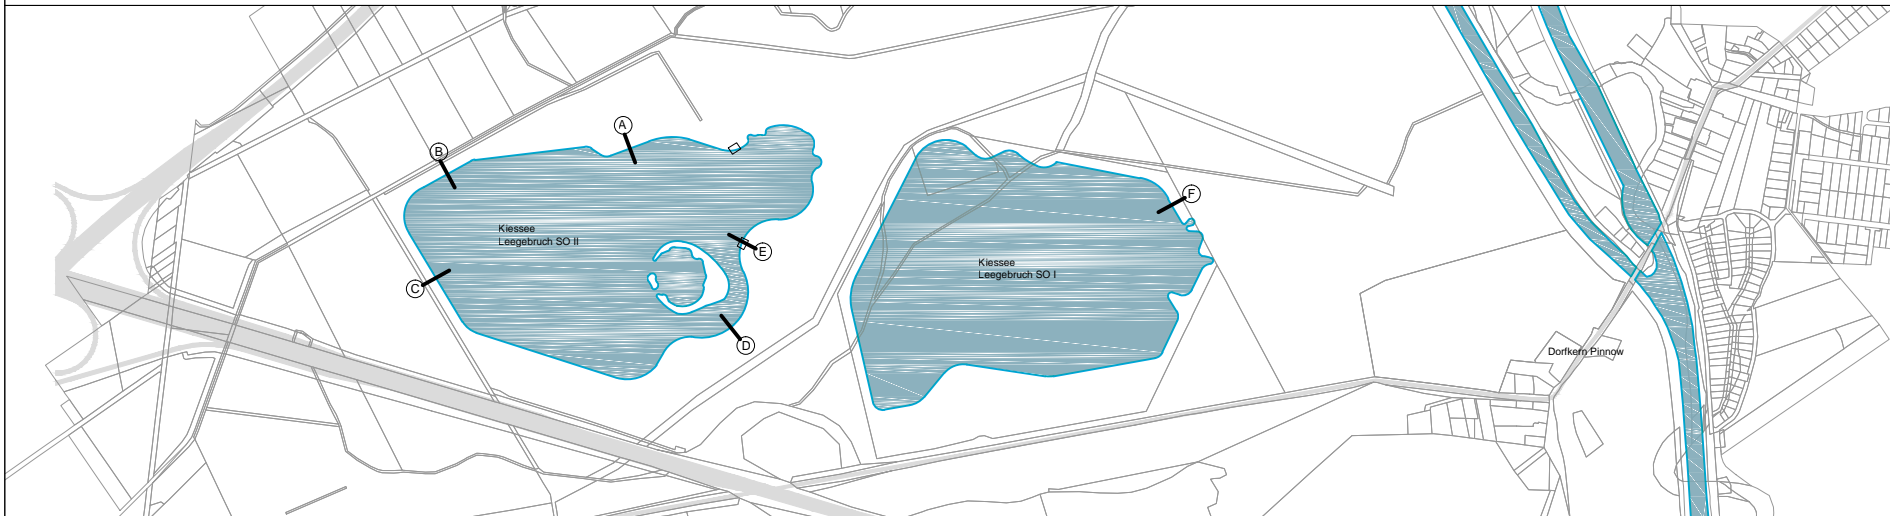 A
B
F
Kiessee
Leegebruch SO II
E
Kiessee
Leegebruch SO I
C
D
Dorfkern Pinnow